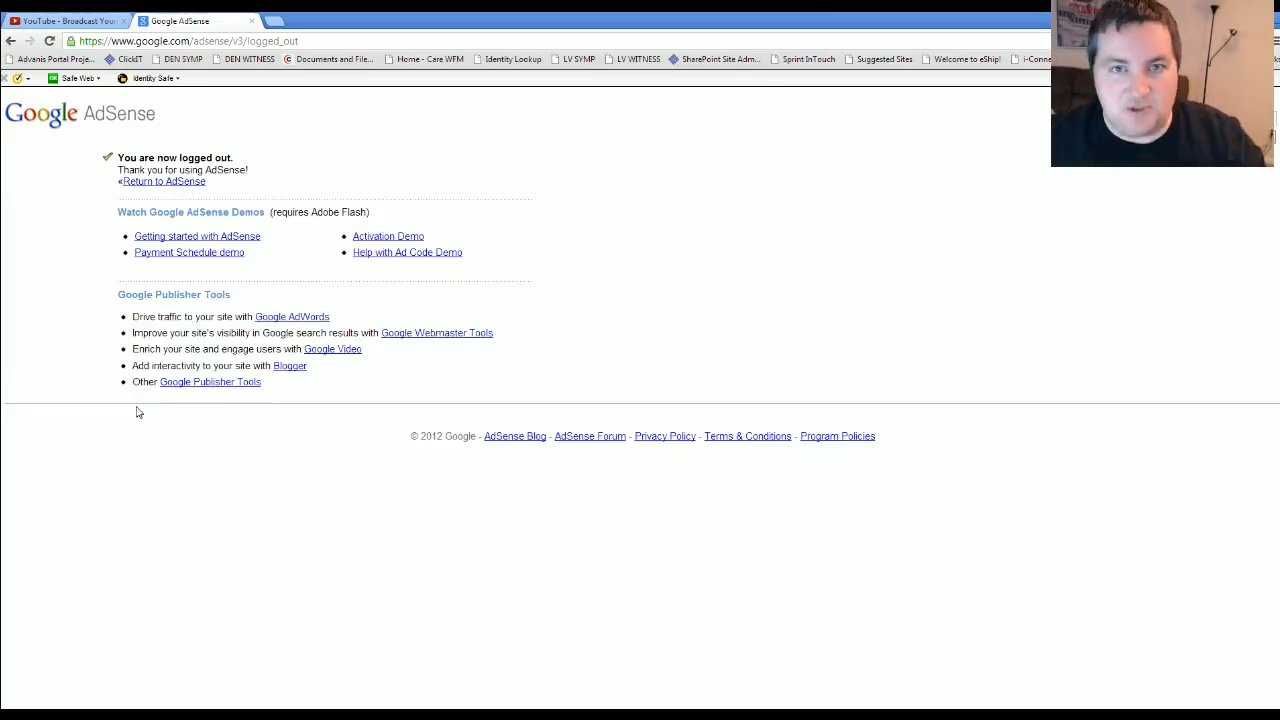 YouTube - Broadcast Your
Google AdSense
https://www.google.com/adsense/v3/logged_out
Advanis Portal Proje... ClickIT DEN SYMP DEN WITNESS Documents and File... Home - Care WFM Identity Lookup LV SYMP LV WITNESS SharePoint Site Adm... Sprint InTouch Suggested Sites Welcome to eShip! i-Conne
OK Safe Web Identity Safe
Google AdSense
You are now logged out.
Thank you for using AdSense!
«Return to AdSense
Watch Google AdSense Demos (requires Adobe Flash)
• Getting started with AdSense • Activation Demo
• Payment Schedule demo • Help with Ad Code Demo
Google Publisher Tools
• Drive traffic to your site with Google AdWords
• Improve your site's visibility in Google search results with Google Webmaster Tools
• Enrich your site and engage users with Google Video
• Add interactivity to your site with Blogger
• Other Google Publisher Tools
© 2012 Google - AdSense Blog - AdSense Forum - Privacy Policy - Terms & Conditions - Program Policies